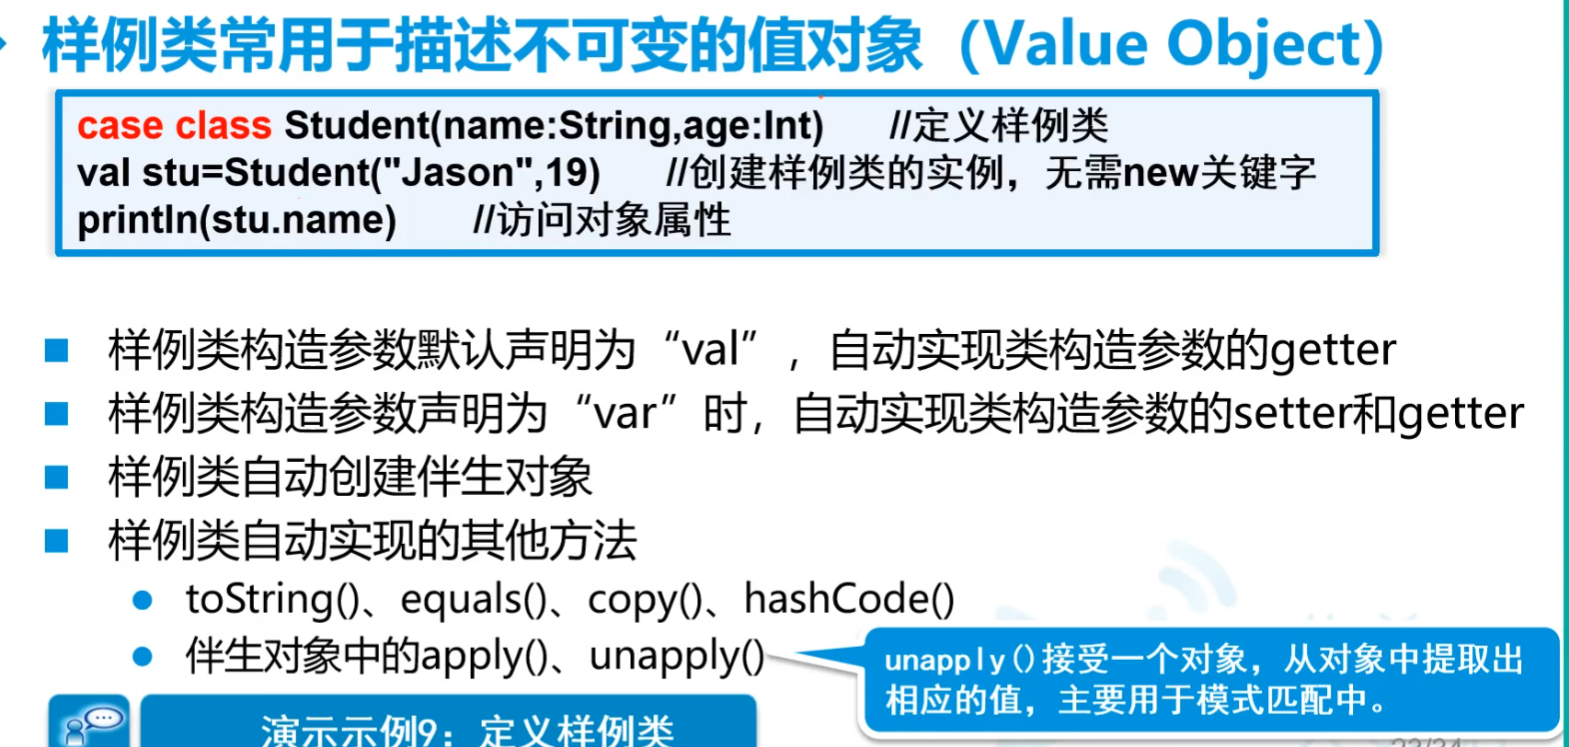 样例类常用于描述不可变的值对象（Value Object）
case class Student(name:String,age:Int) //定义样例类
val stu=Student("Jason",19) //创建样例类的实例，无需new关键字
println(stu.name) //访问对象属性
样例类构造参数默认声明为“val”，自动实现类构造参数的getter
样例类构造参数声明为“var”时，自动实现类构造参数的setter和getter
样例类自动创建伴生对象
样例类自动实现的其他方法
toString()、equals()、copy()、hashCode()
伴生对象中的apply()、unapply()
unapply()接受一个对象，从对象中提取出
相应的值，主要用于模式匹配中。
演示示例9：定义样例类